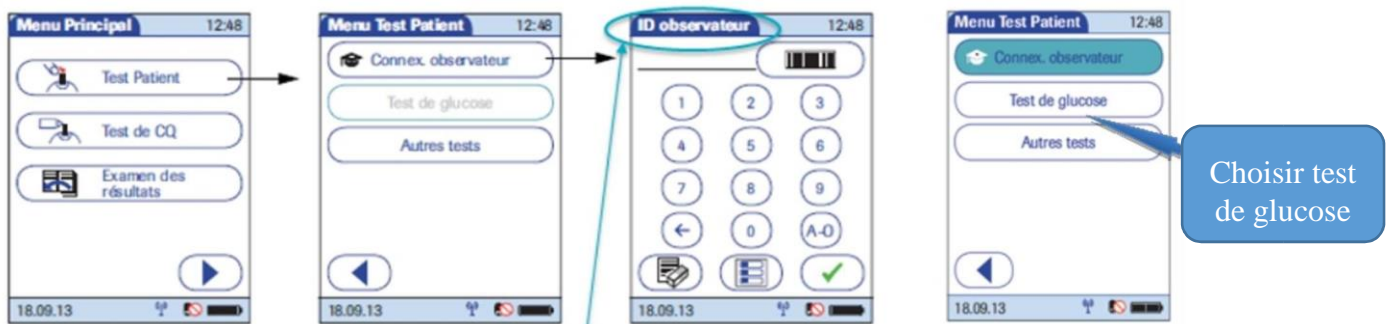 Menu Principal 12:48
Test Patient
Test de CQ
Examen des
résultats
18.09.13
Menu Test Patient 12:48
Connex. observateur
Test de glucose
Autres tests
18.09.13
ID observateur 12:48
1 2 3
4 5 6
7 8 9
0 A-O
18.09.13
Menu Test Patient 12:48
Connex. observateur
Test de glucose
Autres tests
18.09.13
Choisir test
de glucose